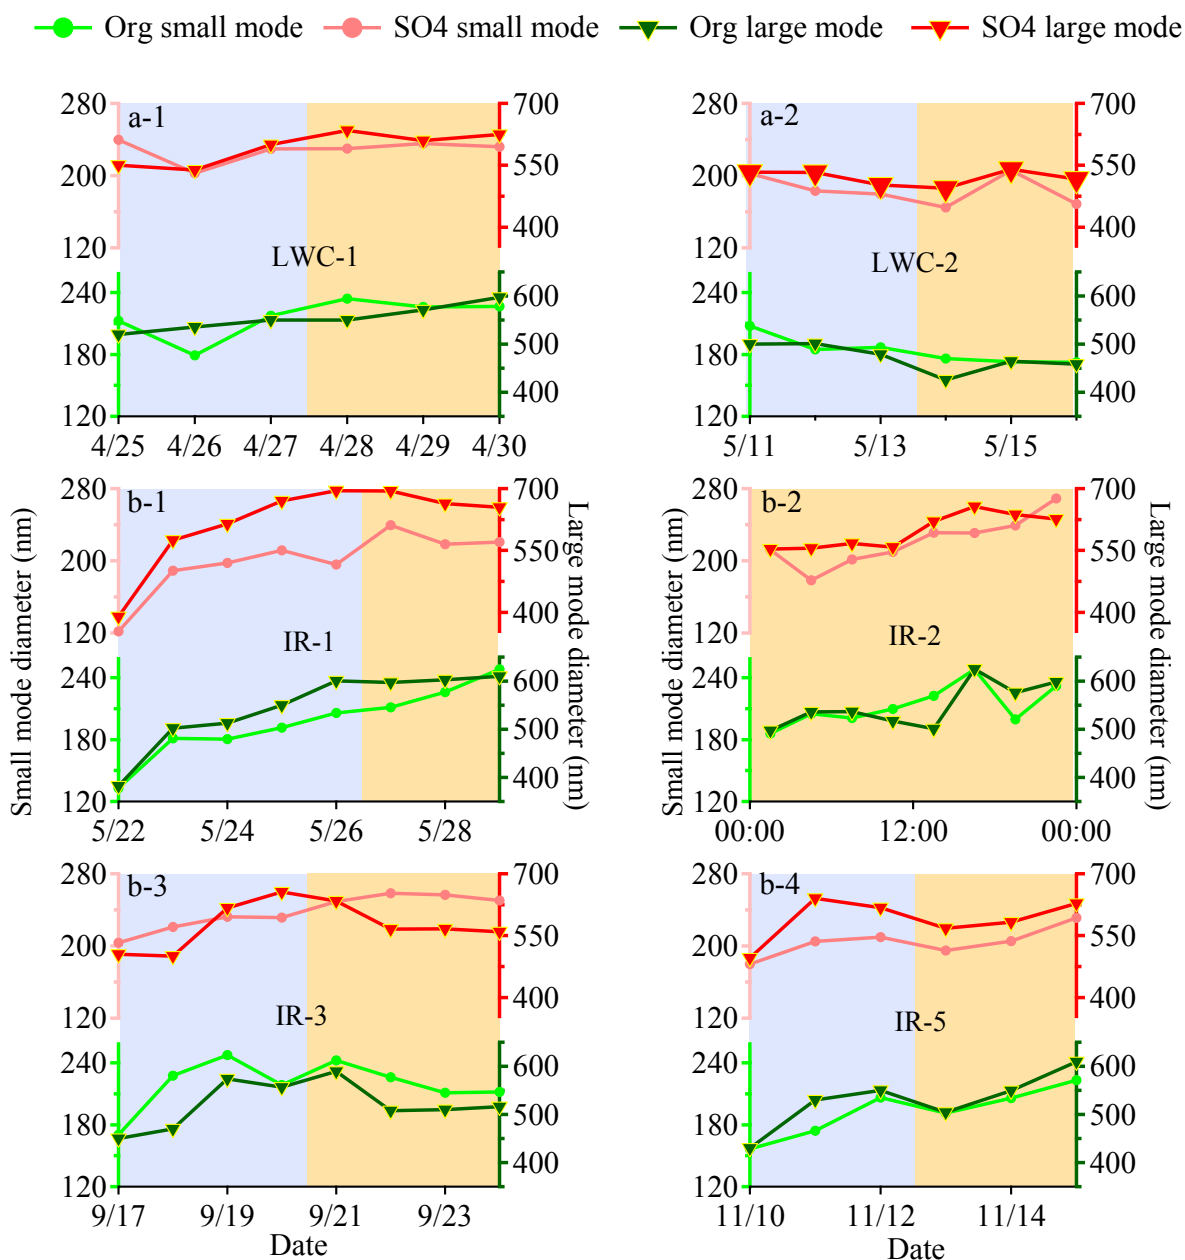 Org small mode SO4 small mode Org large mode SO4 large mode
a-1
280
200
120
700
550
400
LWC-1
240
180
120
600
500
400
4/25 4/26 4/27 4/28 4/29 4/30
a-2
280
200
120
700
550
400
LWC-2
240
180
120
600
500
400
5/11 5/13 5/15
Small mode diameter (nm)
b-1
280
200
120
700
550
400
IR-1
240
180
120
600
500
400
5/22 5/24 5/26 5/28
Large mode diameter (nm)
Small mode diameter (nm)
b-2
280
200
120
700
550
400
IR-2
240
180
120
600
500
400
00:00 12:00 00:00
Large mode diameter (nm)
b-3
280
200
120
700
550
400
IR-3
240
180
120
600
500
400
9/17 9/19 9/21 9/23
Date
b-4
280
200
120
700
550
400
IR-5
240
180
120
600
500
400
11/10 11/12 11/14
Date